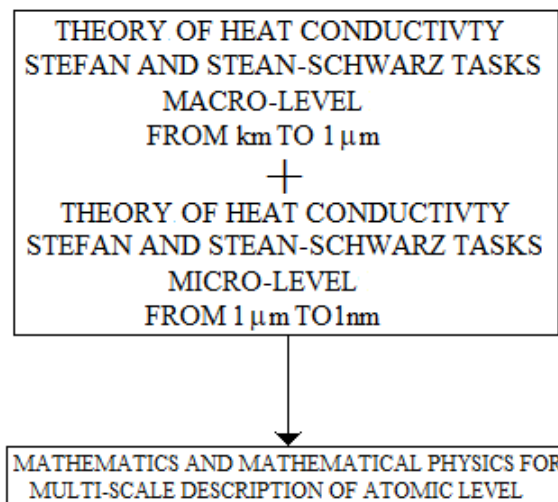 THEORY OF HEAT CONDUCTIVTY
STEFAN AND STEAN-SCHWARZ TASKS
MACRO-LEVEL
FROM km TO 1 μm
+
THEORY OF HEAT CONDUCTIVTY
STEFAN AND STEAN-SCHWARZ TASKS
MICRO-LEVEL
FROM 1 μm TO1nm
MATHEMATICS AND MATHEMATICAL PHYSICS FOR
MULTI-SCALE DESCRIPTION OF ATOMIC LEVEL